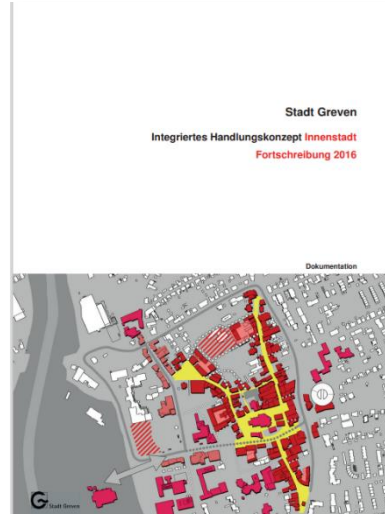 Stadt Greven
Integriertes Handlungskonzept Innenstadt
Fortschreibung 2016
Dokumentation
G
Stadt Greven